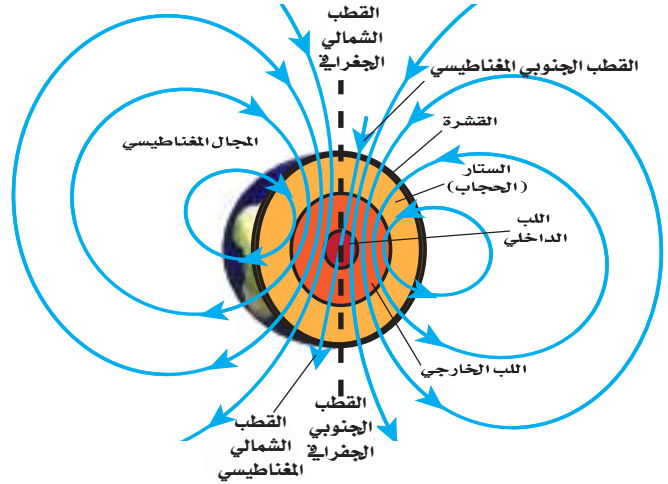 القطب
الشمالي
الجغرافي
القطب الجنوبي المغناطيسي
القشرة
المجال المغناطيسي
الستار
(الحجاب)
اللب
الداخلي
اللب الخارجي
القطب
الجنوبي
الجغرافي
القطب
الشمالي
المغناطيسي